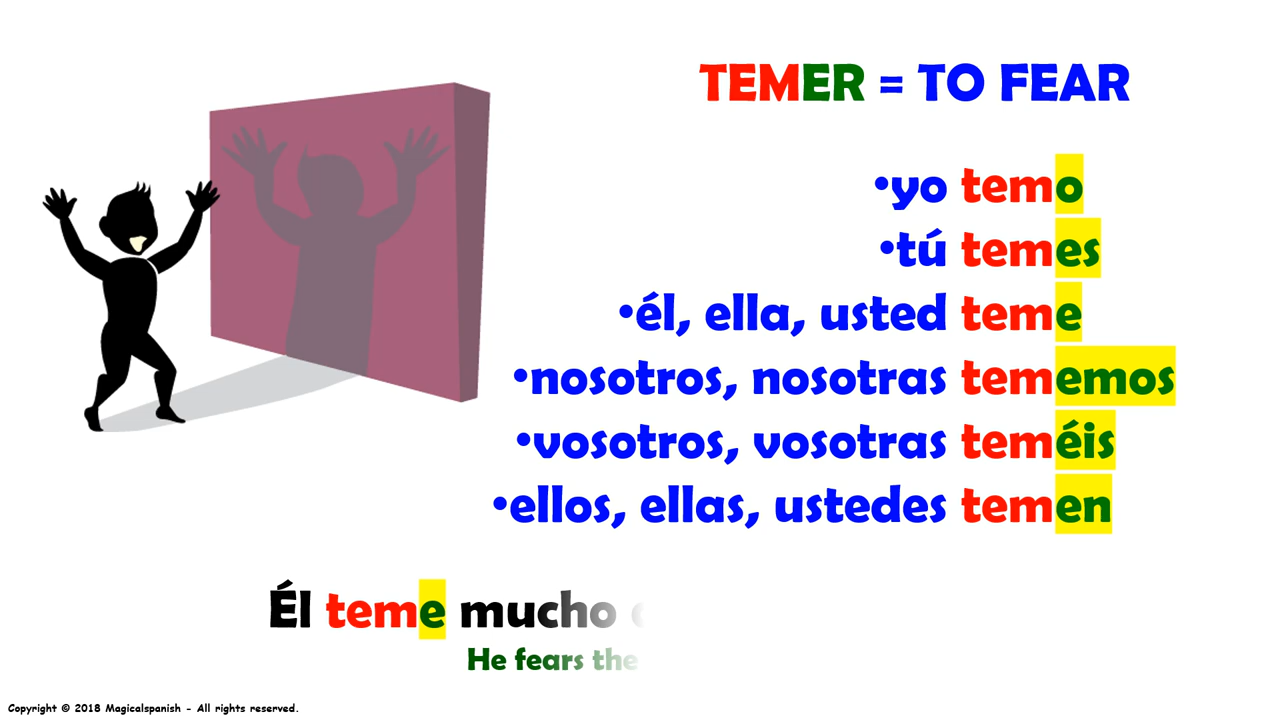 TEMER = TO FEAR
•yo temo
•tú temes
•él, ella, usted teme
•nosotros, nosotras tememos
•vosotros, vosotras teméis
•ellos, ellas, ustedes temen
Él teme mucho
He fears the
Copyright © 2018 Magicalspanish - All rights reserved.